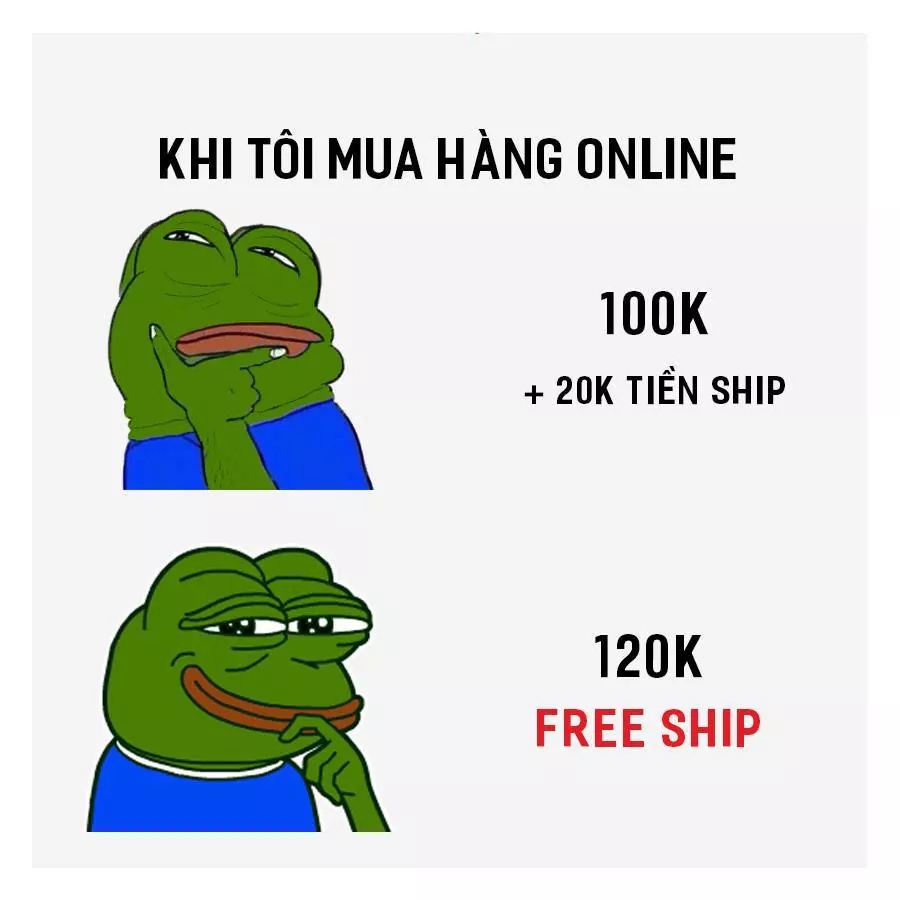 KHI TÔI MUA HÀNG ONLINE
100K
+ 20K TIỀN SHIP
120K
FREE SHIP